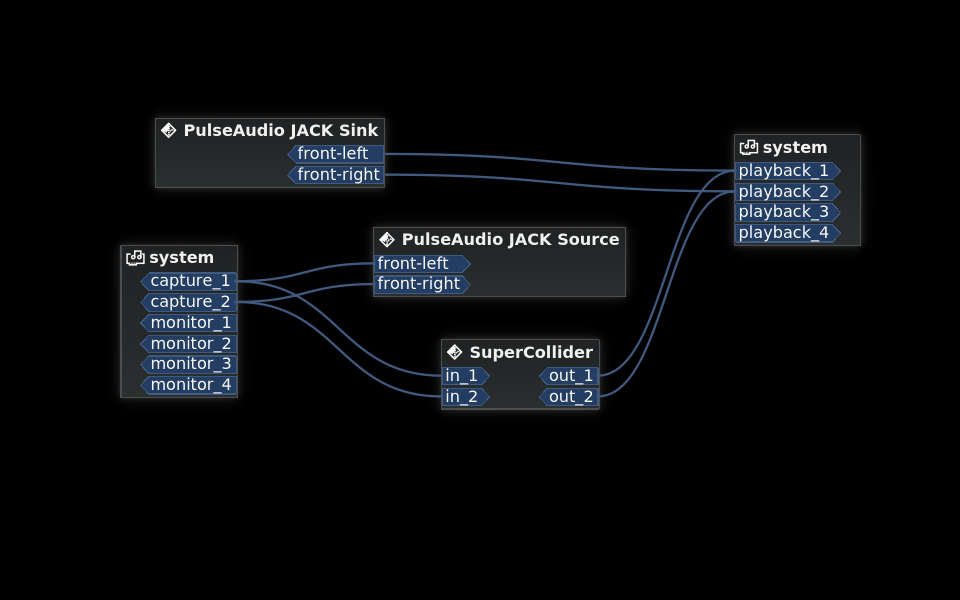 PulseAudio JACK Sink
front-left
front-right
system
playback_1
playback_2
playback_3
playback_4
PulseAudio JACK Source
front-left
front-right
system
capture_1
capture_2
monitor_1
monitor_2
monitor_3
monitor_4
SuperCollider
in_1 out_1
in_2 out_2